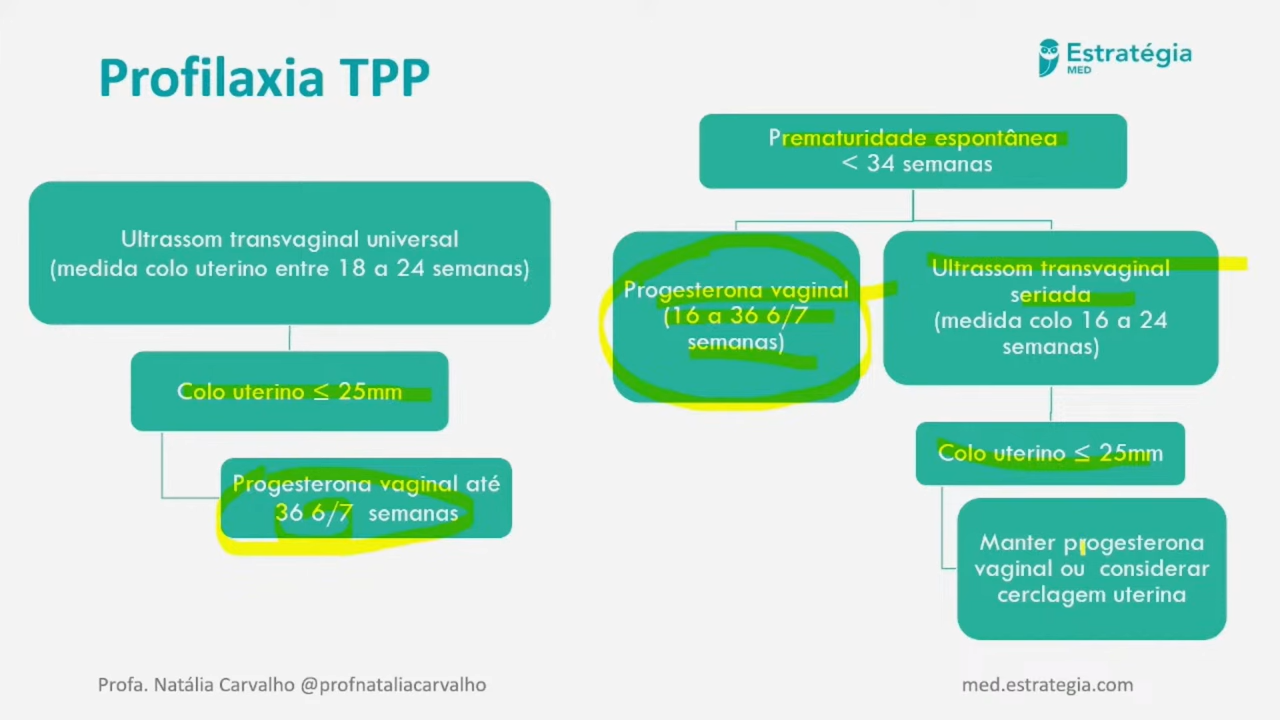 Profilaxia TPP
Estratégia
MED
Ultrassom transvaginal universal
(medida colo uterino entre 18 a 24 semanas)
Colo uterino ≤ 25mm
Progesterona vaginal até
36 6/7 semanas
Prematuridade espontânea
< 34 semanas
Progesterona vaginal
(16 a 36 6/7
semanas)
Ultrassom transvaginal
seriada
(medida colo 16 a 24
semanas)
Colo uterino ≤ 25mm
Manter progesterona
vaginal ou considerar
cerclagem uterina
Profa. Natália Carvalho @profnataliacarvalho
med.estrategia.com